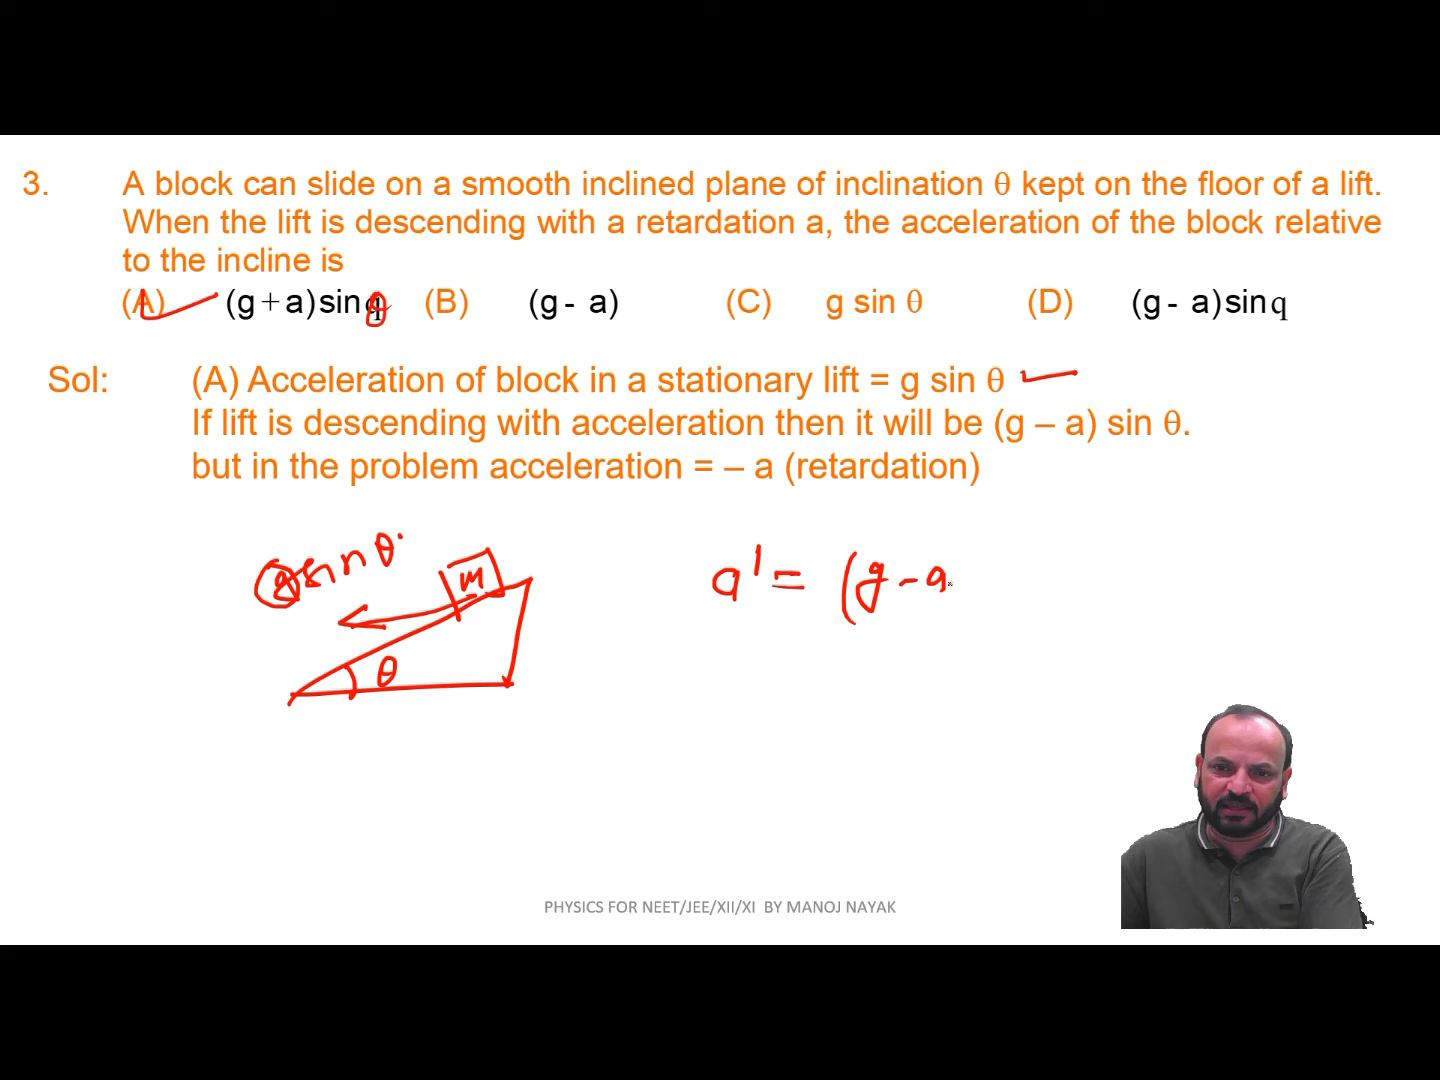 3. A block can slide on a smooth inclined plane of inclination θ kept on the floor of a lift.
When the lift is descending with a retardation a, the acceleration of the block relative
to the incline is
(A) (g + a) sin θ (B) (g - a) (C) g sin θ (D) (g - a) sin q
Sol: (A) Acceleration of block in a stationary lift = g sin θ
If lift is descending with acceleration then it will be (g – a) sin θ.
but in the problem acceleration = – a (retardation)
g sin θ
m
a' = (g - a
θ
PHYSICS FOR NEET/JEE/XII/XI BY MANOJ NAYAK